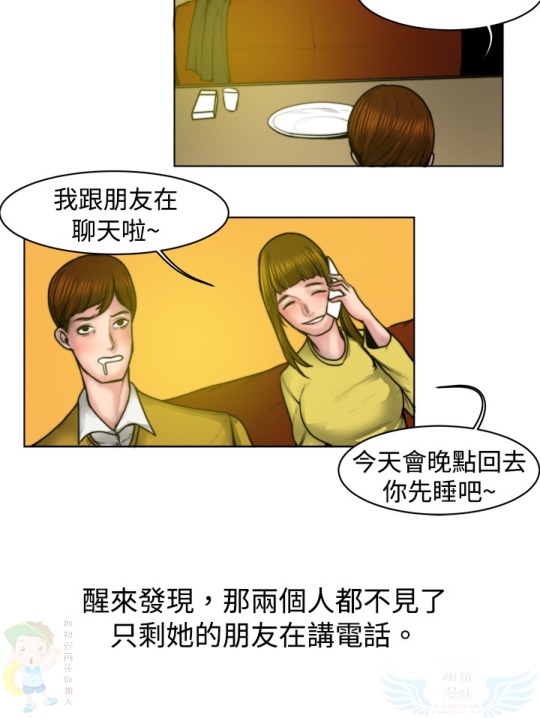 我跟朋友在
聊天啦~
今天會晚點回去
你先睡吧~
醒來發現，那兩個人都不見了
只剩她的朋友在講電話。